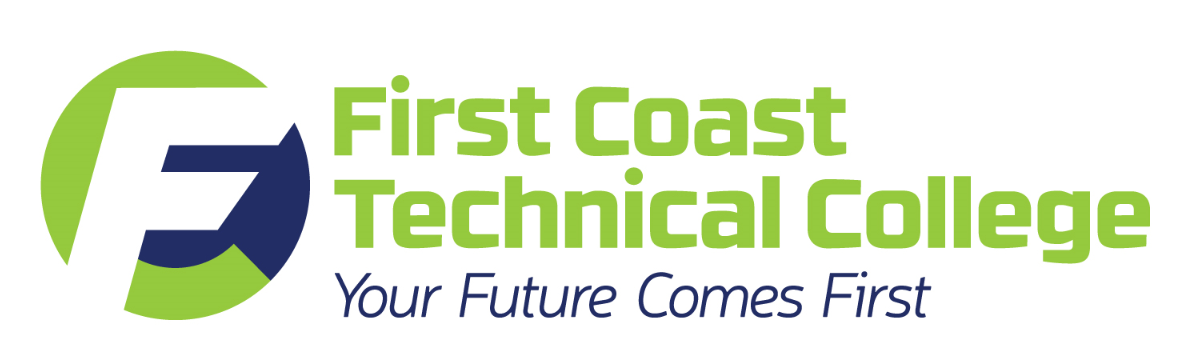 First Coast
Technical College
Your Future Comes First